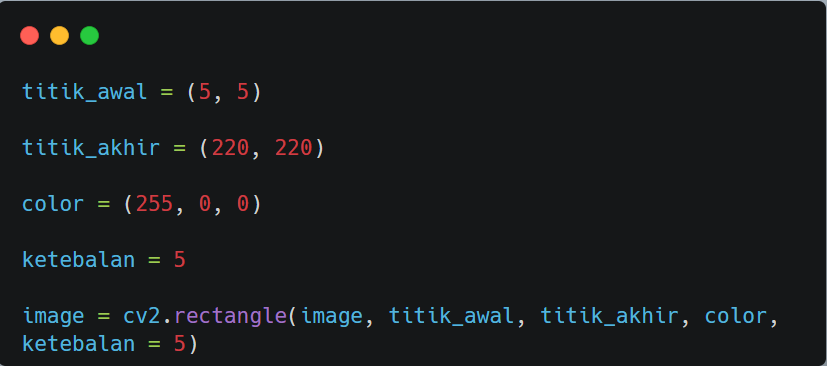 titik_awal = (5, 5)
titik_akhir = (220, 220)
color = (255, 0, 0)
ketebalan = 5
image = cv2.rectangle(image, titik_awal, titik_akhir, color,
ketebalan = 5)